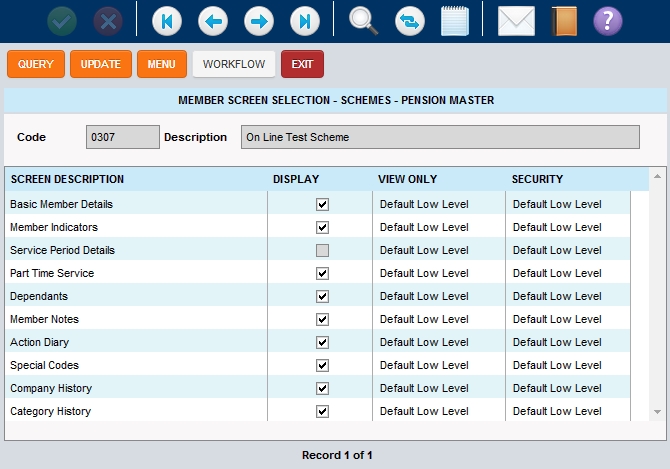 ?
QUERY UPDATE MENU WORKFLOW EXIT
MEMBER SCREEN SELECTION - SCHEMES - PENSION MASTER
Code 0307 Description On Line Test Scheme
SCREEN DESCRIPTION DISPLAY VIEW ONLY SECURITY
Basic Member Details Default Low Level Default Low Level
Member Indicators Default Low Level Default Low Level
Service Period Details Default Low Level Default Low Level
Part Time Service Default Low Level Default Low Level
Dependants Default Low Level Default Low Level
Member Notes Default Low Level Default Low Level
Action Diary Default Low Level Default Low Level
Special Codes Default Low Level Default Low Level
Company History Default Low Level Default Low Level
Category History Default Low Level Default Low Level
Record 1 of 1